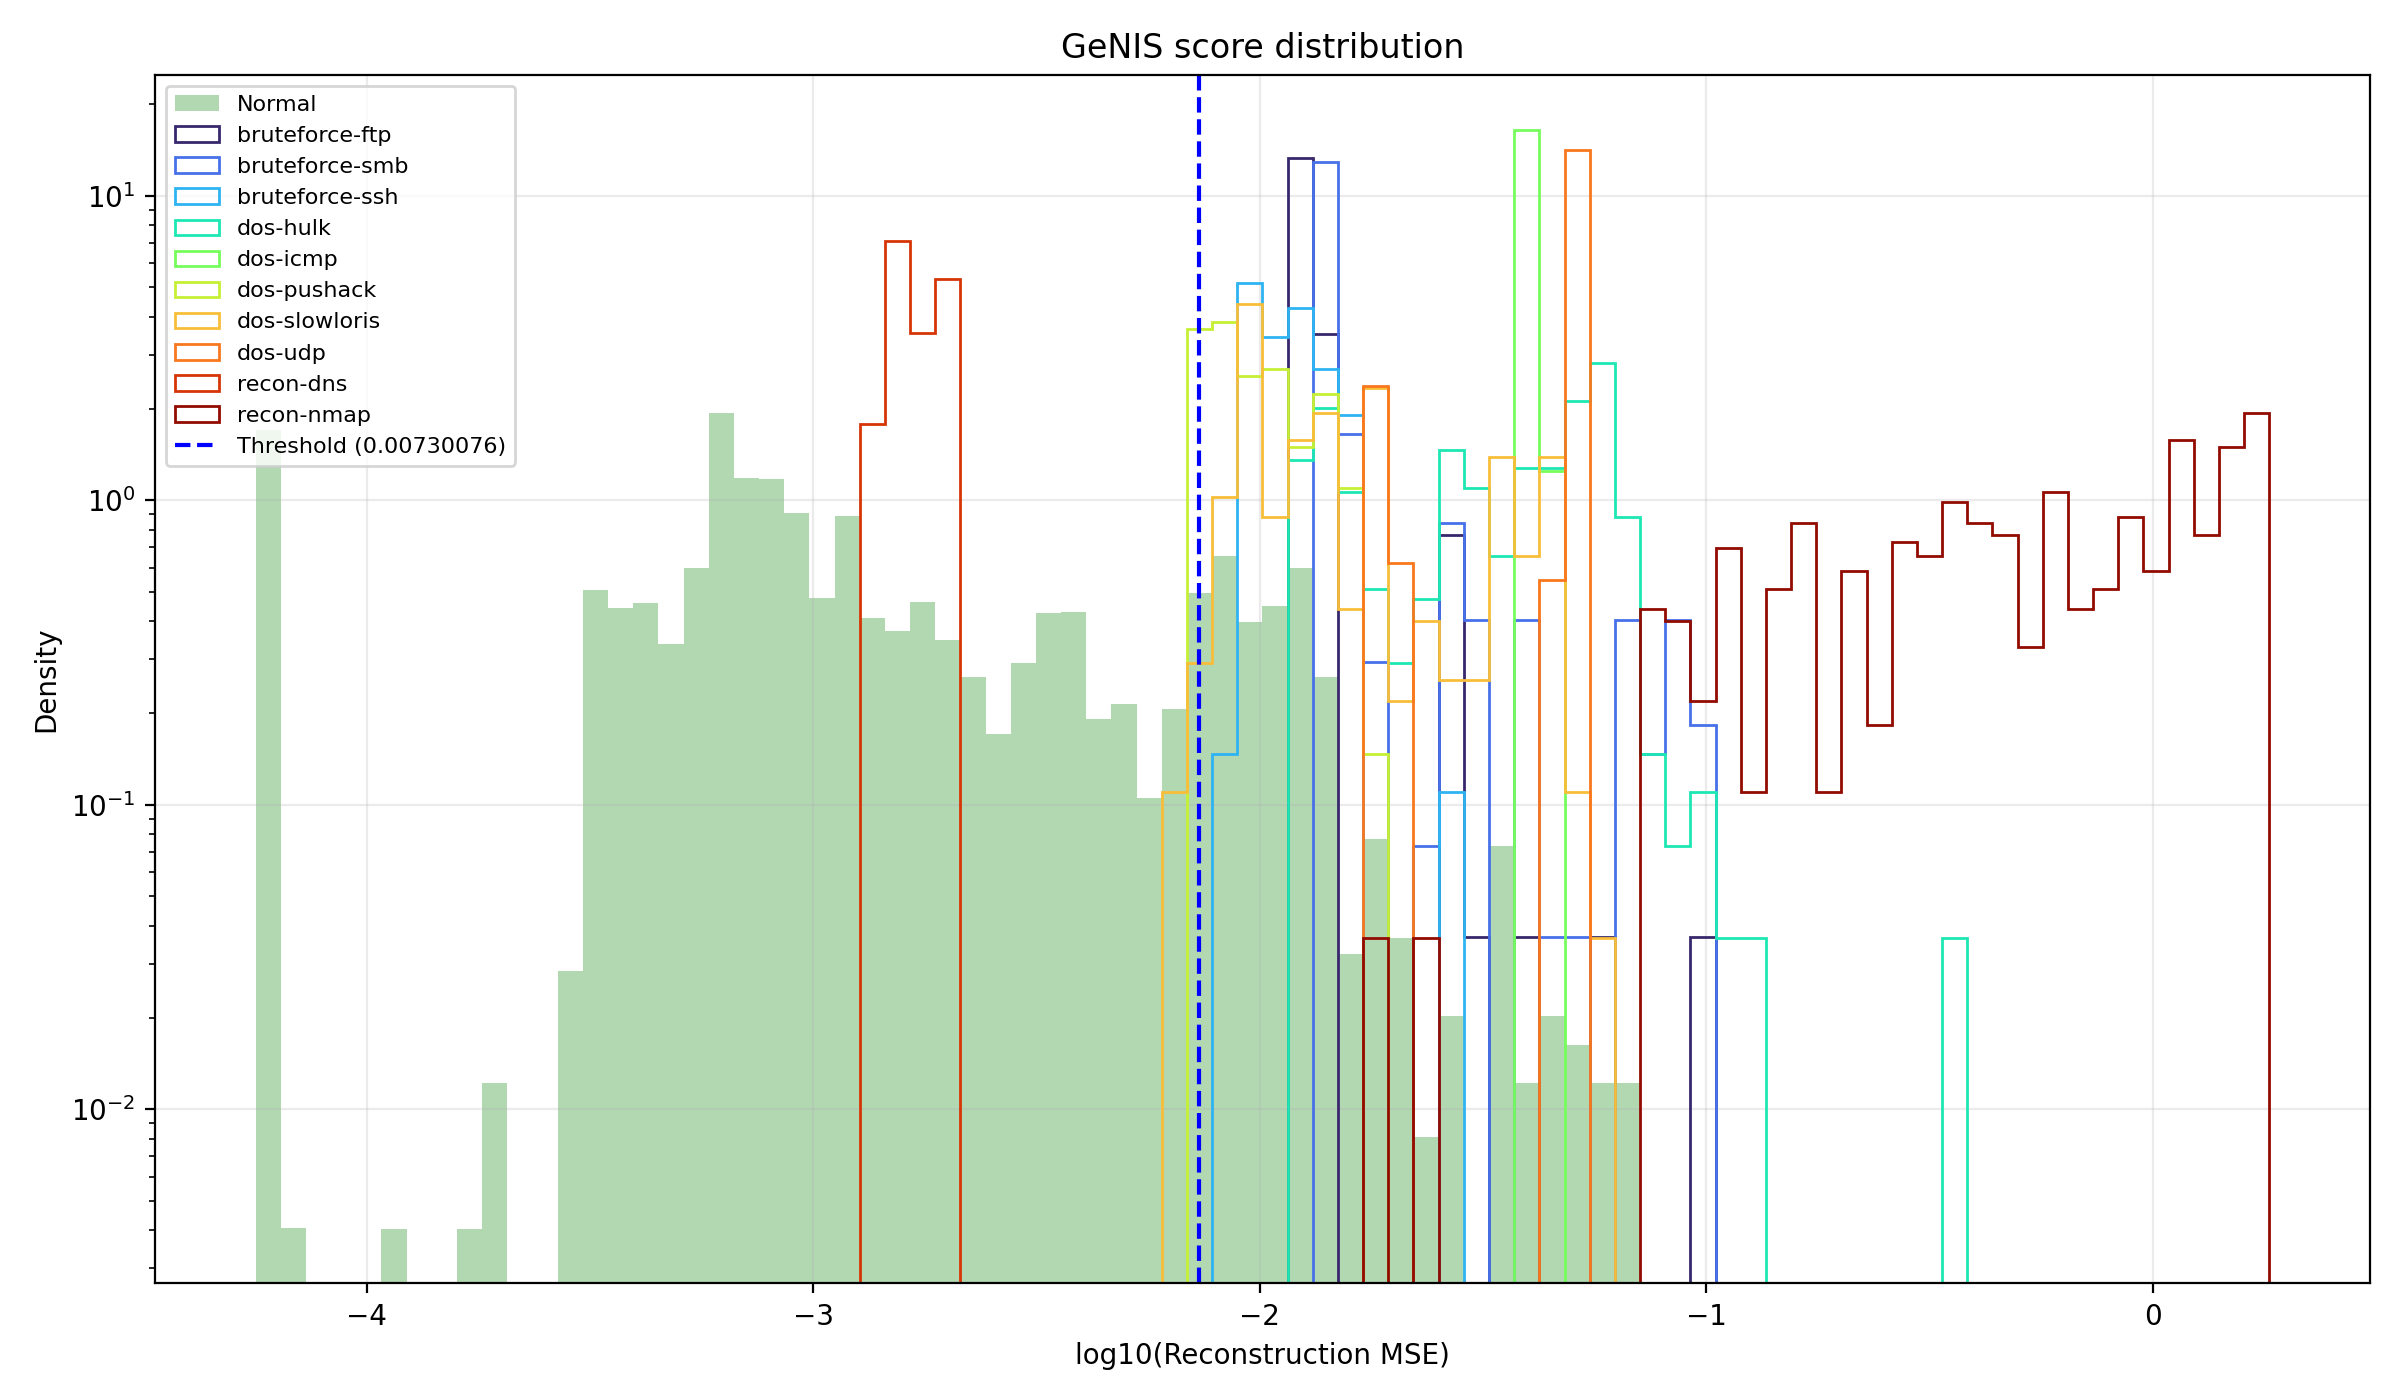 GeNIS score distribution
Normal
bruteforce-ftp
bruteforce-smb
bruteforce-ssh
dos-hulk
dos-icmp
dos-pushack
dos-slowloris
dos-udp
recon-dns
recon-nmap
Threshold (0.00730076)
Density
10¹
10⁰
10⁻¹
10⁻²
−4
−3
−2
−1
0
log10(Reconstruction MSE)